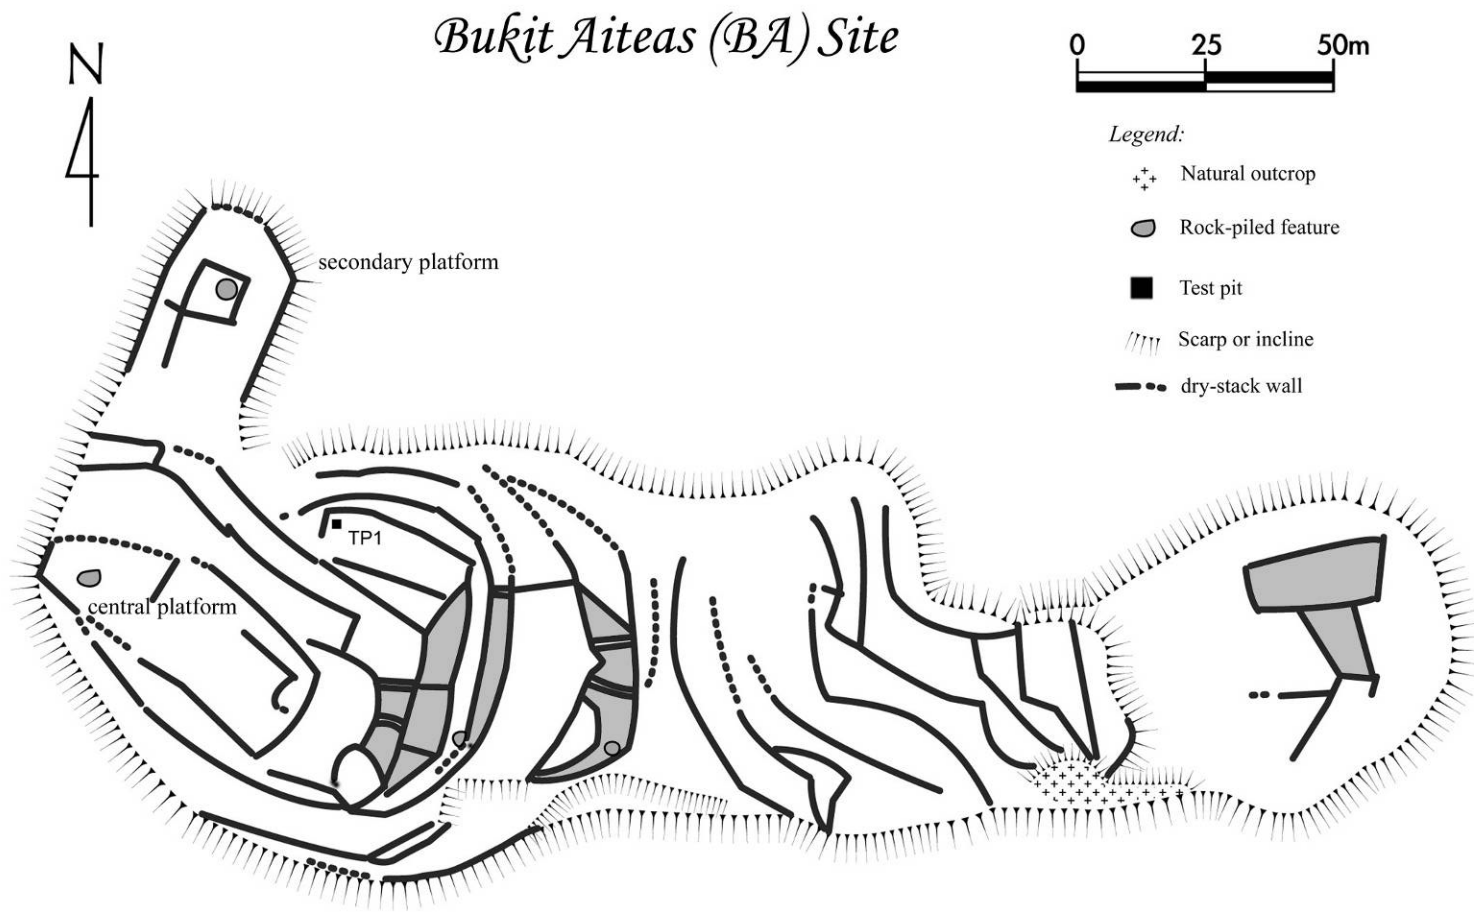 Bukit Aiteas (BA) Site
N
0 25 50m
Legend:
Natural outcrop
Rock-piled feature
Test pit
Scarp or incline
dry-stack wall
secondary platform
TP1
central platform